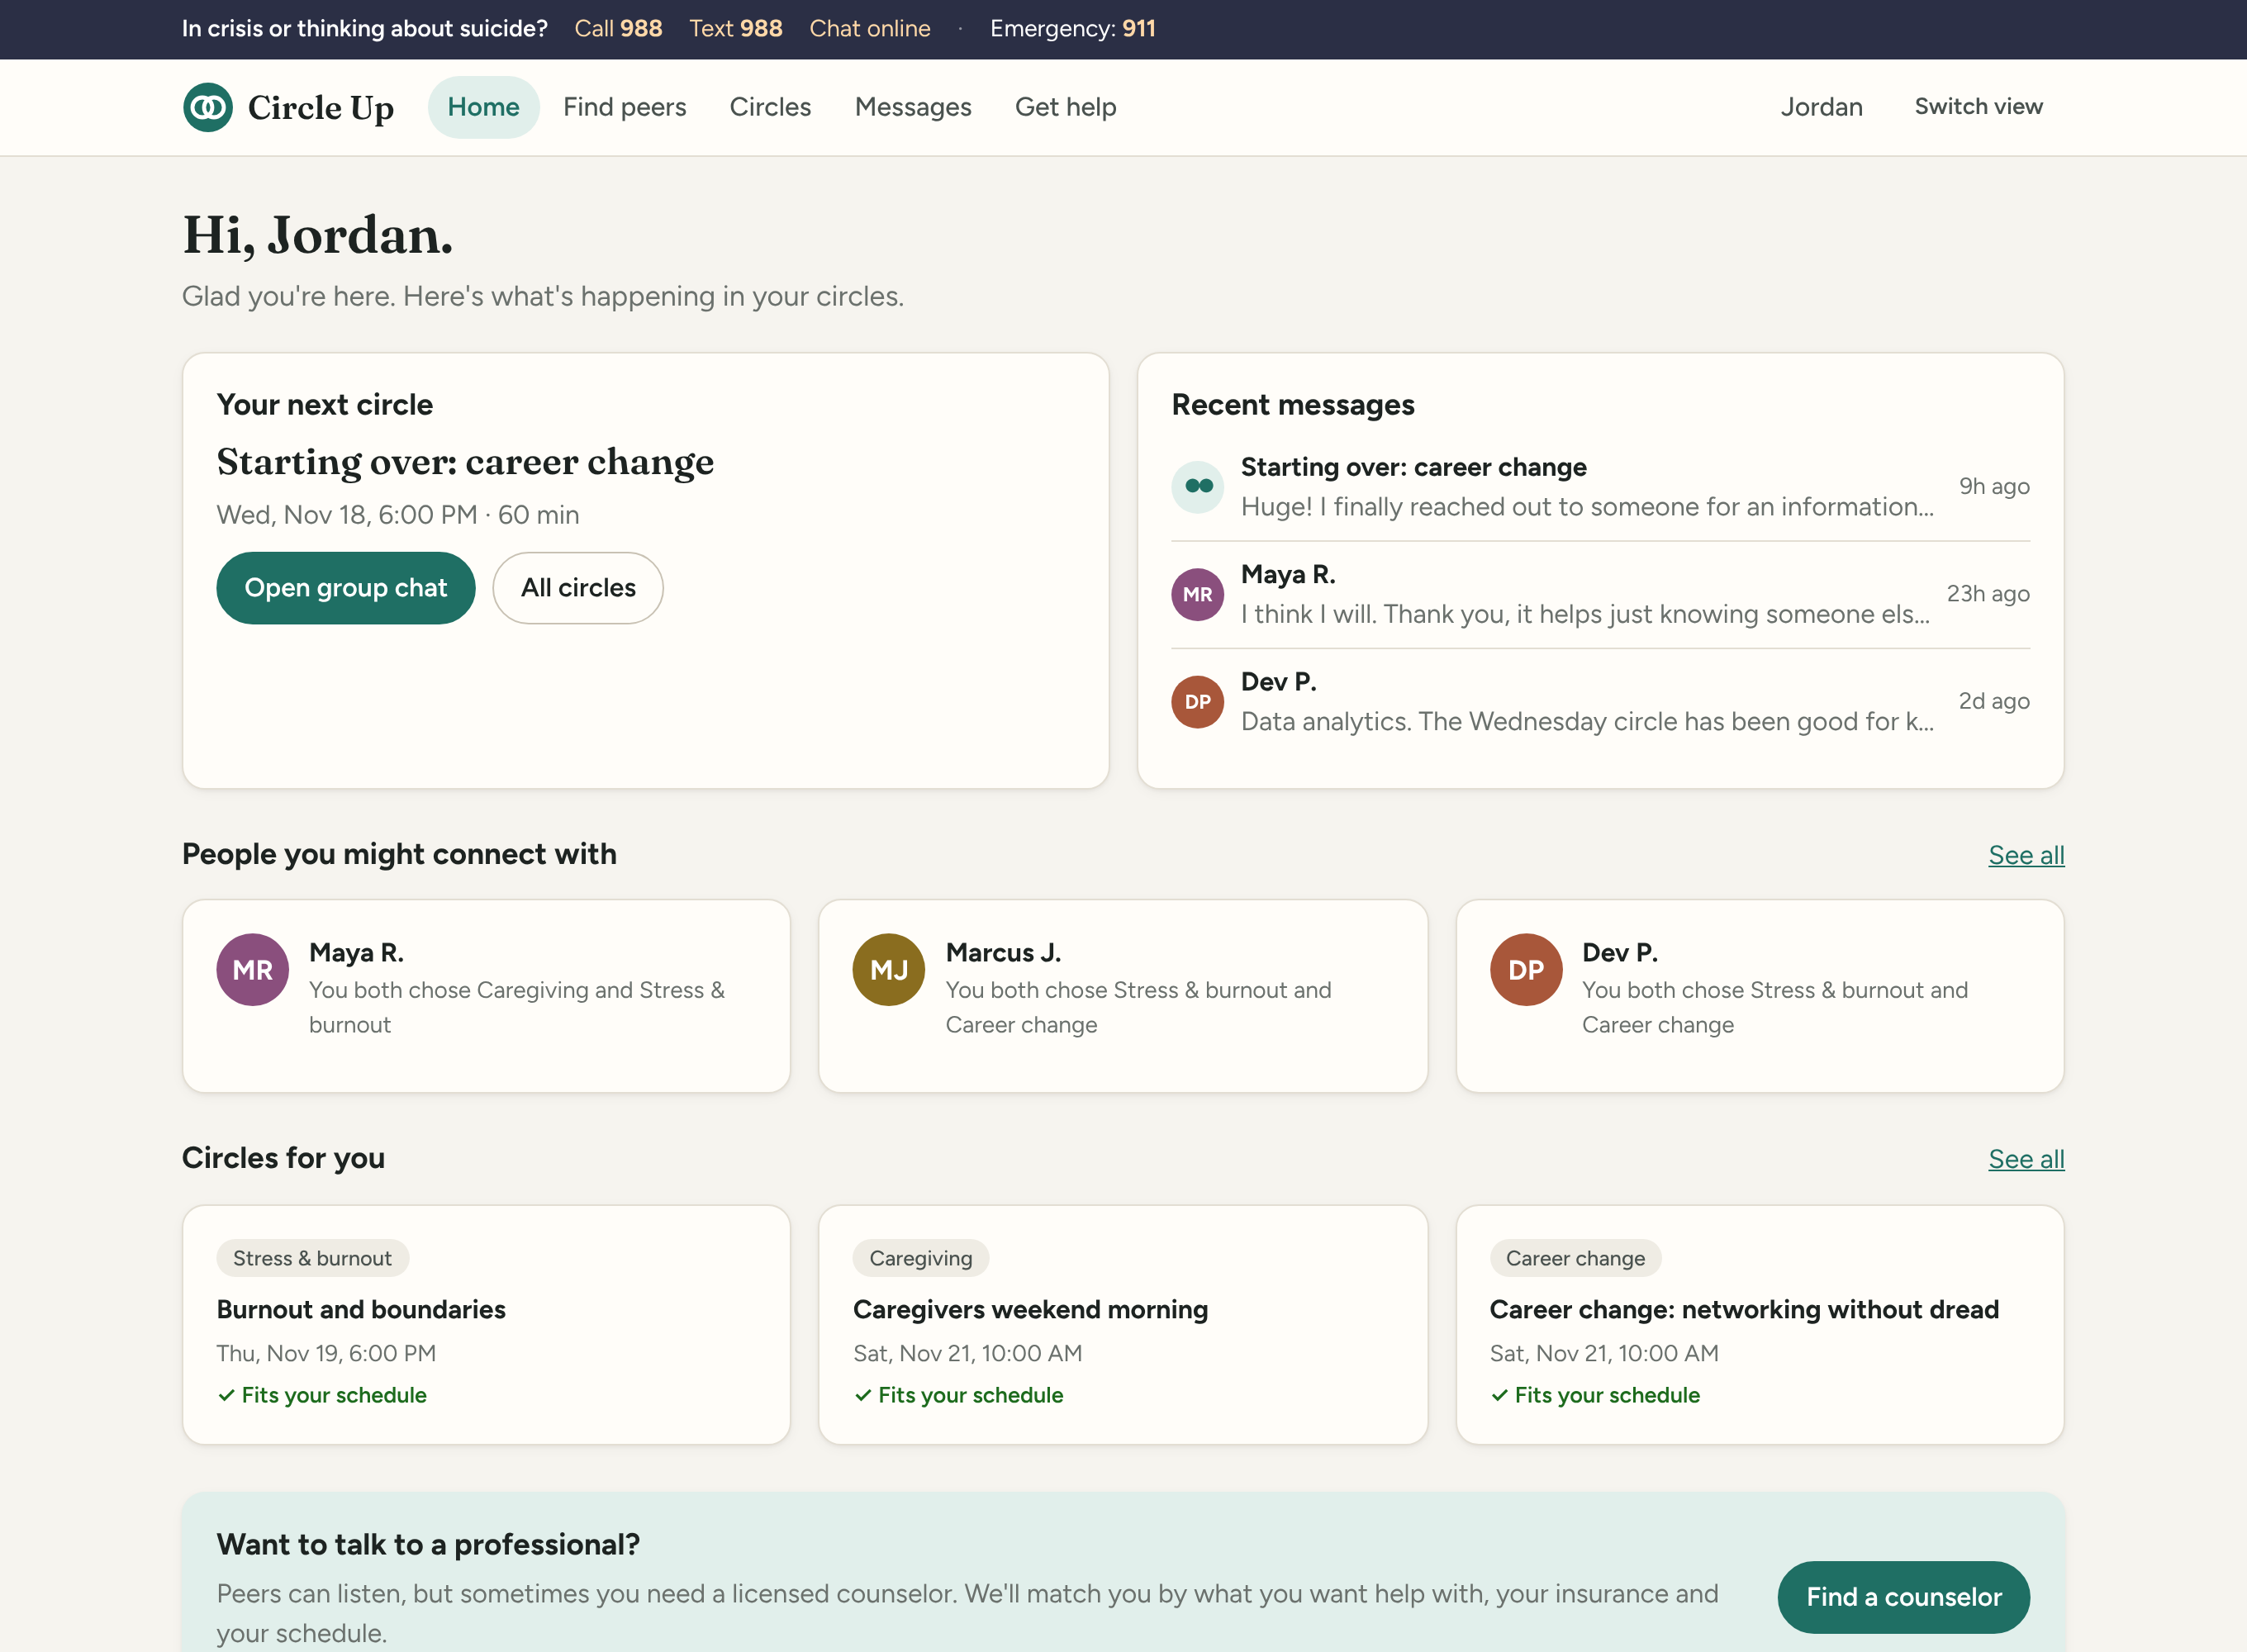 In crisis or thinking about suicide? Call 988 Text 988 Chat online · Emergency: 911
Circle Up Home Find peers Circles Messages Get help Jordan Switch view
Hi, Jordan.
Glad you're here. Here's what's happening in your circles.
Your next circle
Starting over: career change
Wed, Nov 18, 6:00 PM · 60 min
Open group chat All circles
Recent messages
Starting over: career change
Huge! I finally reached out to someone for an information...
9h ago
MR
Maya R.
I think I will. Thank you, it helps just knowing someone els...
23h ago
DP
Dev P.
Data analytics. The Wednesday circle has been good for k...
2d ago
People you might connect with
See all
MR
Maya R.
You both chose Caregiving and Stress &
burnout
MJ
Marcus J.
You both chose Stress & burnout and
Career change
DP
Dev P.
You both chose Stress & burnout and
Career change
Circles for you
See all
Stress & burnout
Burnout and boundaries
Thu, Nov 19, 6:00 PM
✓ Fits your schedule
Caregiving
Caregivers weekend morning
Sat, Nov 21, 10:00 AM
✓ Fits your schedule
Career change
Career change: networking without dread
Sat, Nov 21, 10:00 AM
✓ Fits your schedule
Want to talk to a professional?
Peers can listen, but sometimes you need a licensed counselor. We'll match you by what you want help with, your insurance and
your schedule.
Find a counselor